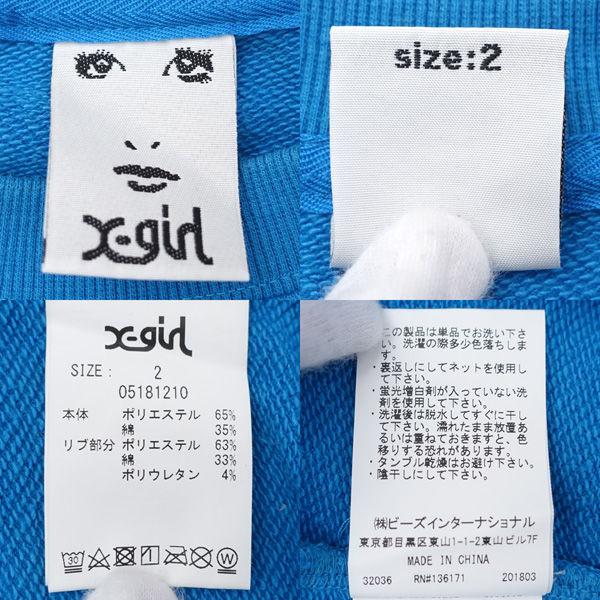 X-girl
size:2
X-girl
SIZE: 2
05181210
本体 ポリエステル 65%
綿 35%
リブ部分 ポリエステル 63%
綿 33%
ポリウレタン 4%
30
W
この製品は単品でお洗い下さ
い。洗濯の際多少色落ちしま
す。
・裏返しにしてネットを使用し
て下さい。
・蛍光増白剤が入っていない洗
剤を使用して下さい。
・洗濯後は脱水してすぐに干し
て下さい。濡れたまま放置あ
るいは重ねておきますと、色
移りする恐れがあります。
・タンブル乾燥はお避け下さい。
・陰干しにして下さい。
㈱ビーズインターナショナル
東京都目黒区東山1-1-2東山ビル7F
MADE IN CHINA
32036 RN#136171 201803